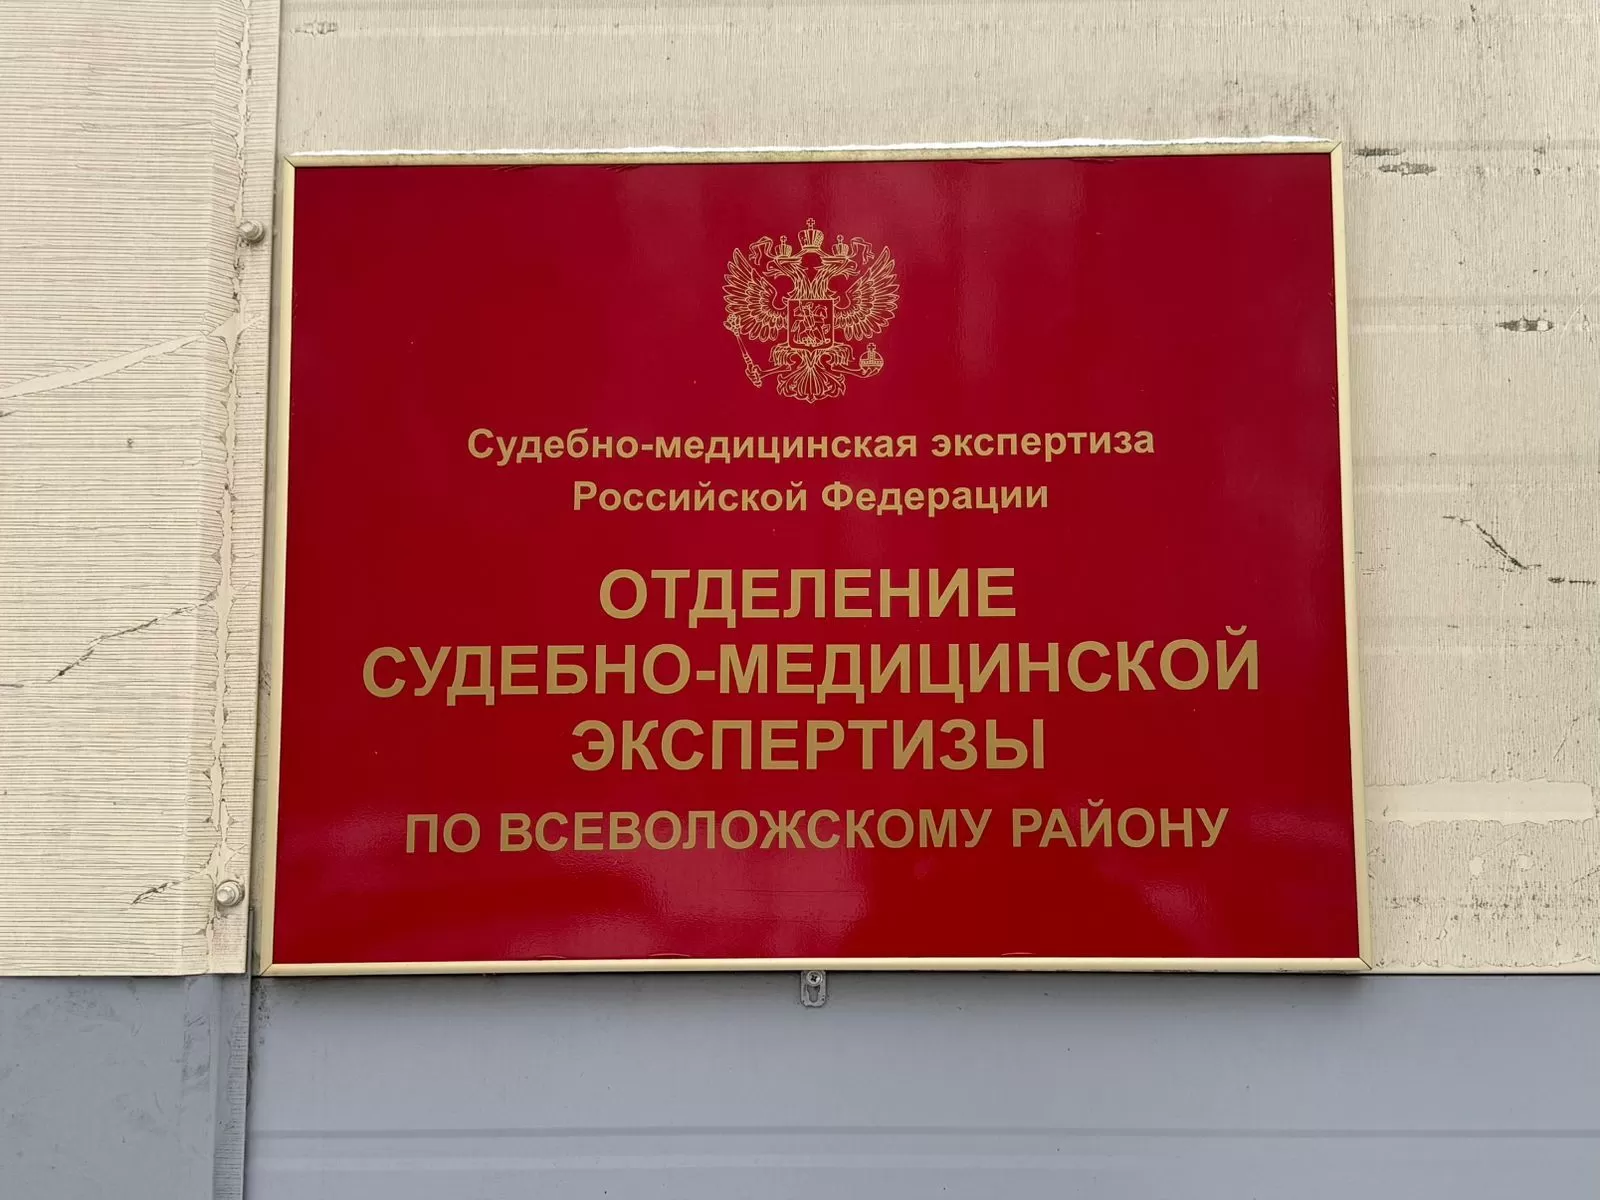 Судебно-медицинская экспертиза
Российской Федерации
ОТДЕЛЕНИЕ
СУДЕБНО-МЕДИЦИНСКОЙ
ЭКСПЕРТИЗЫ
ПО ВСЕВОЛОЖСКОМУ РАЙОНУ